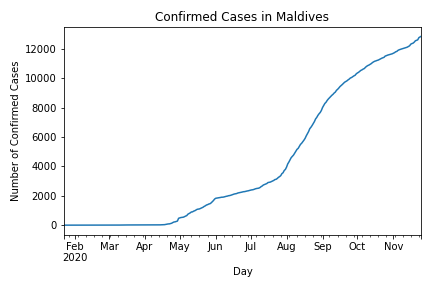 Confirmed Cases in Maldives
Number of Confirmed Cases
12000
10000
8000
6000
4000
2000
0
Feb Mar Apr May Jun Jul Aug Sep Oct Nov
2020
Day